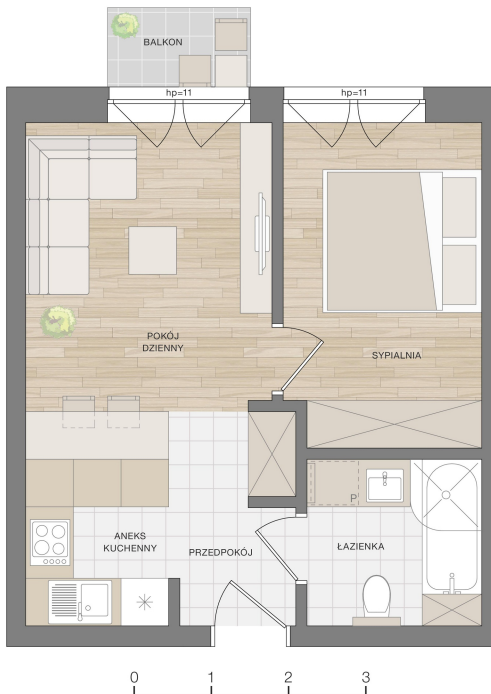 BALKON
hp=11
hp=11
POKÓJ
DZIENNY
SYPIALNIA
P
ANEKS
KUCHENNY
PRZEDPOKÓJ
ŁAZIENKA
0 1 2 3